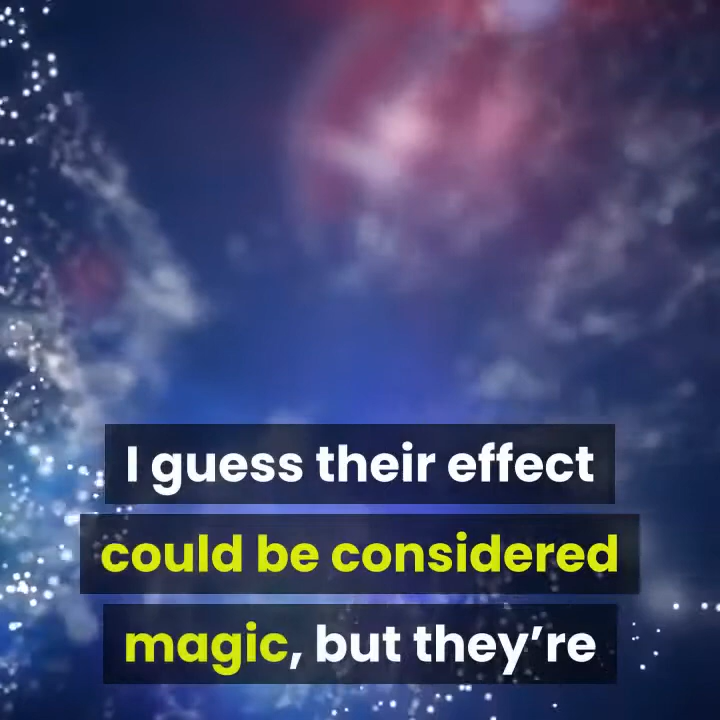 I guess their effect
could be considered
magic, but they’re